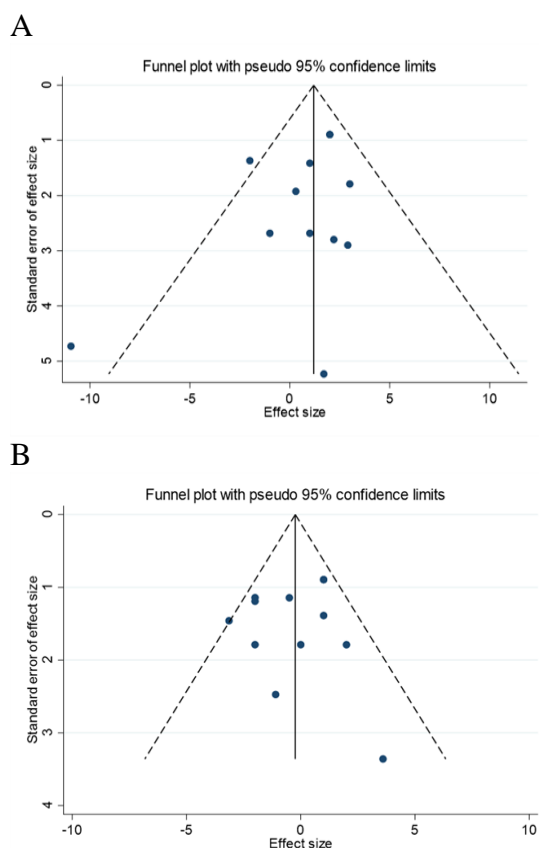 A
Funnel plot with pseudo 95% confidence limits
Standard error of effect size
0
1
2
3
4
5
-10
-5
0
5
10
Effect size
B
Funnel plot with pseudo 95% confidence limits
Standard error of effect size
0
1
2
3
4
-10
-5
0
5
10
Effect size